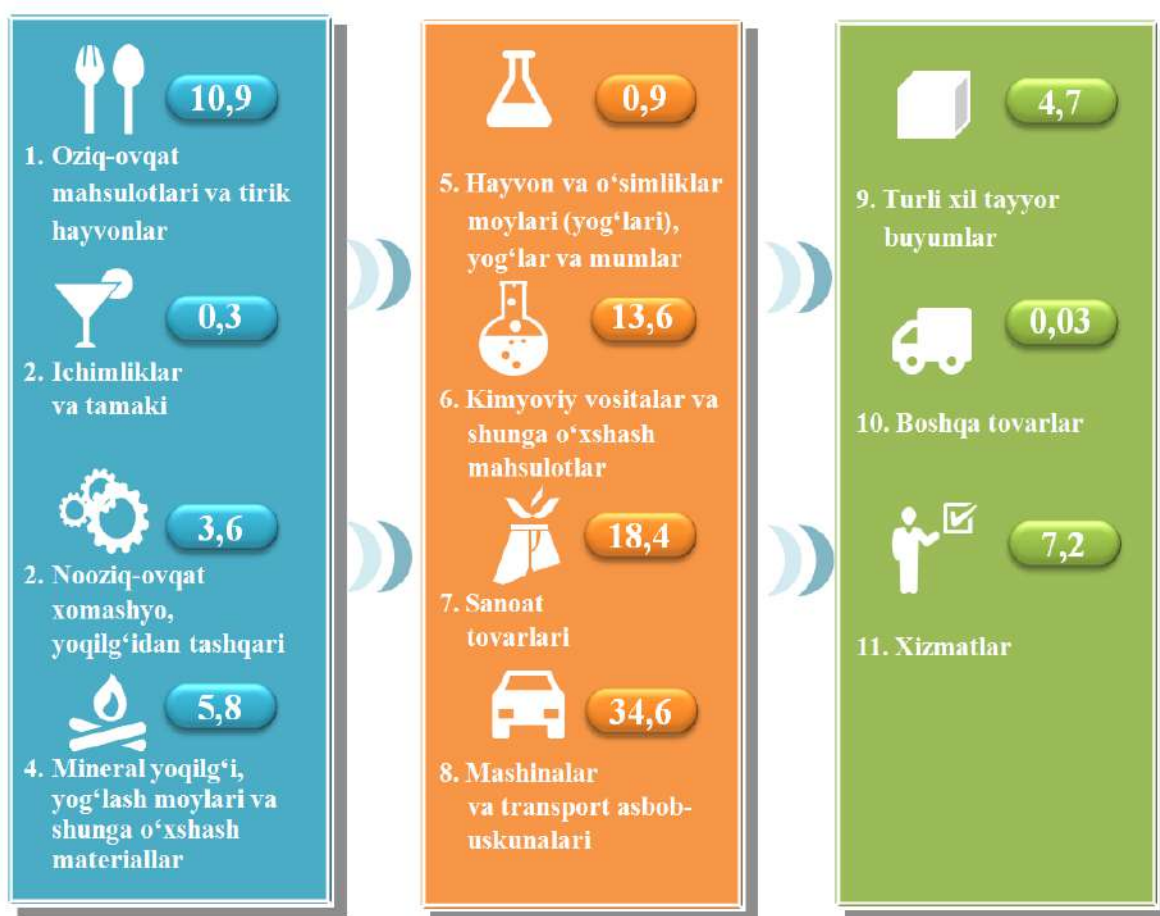 10,9
1. Oziq-ovqat
mahsulotlari va tirik
hayvonlar
0,3
2. Ichimliklar
va tamaki
3,6
2. Nooziq-ovqat
xomashyo,
yoqilg‘idan tashqari
5,8
4. Mineral yoqilg‘i,
yog‘lash moylari va
shunga o‘xshash
materiallar
0,9
5. Hayvon va o‘simliklar
moylari (yog‘lari),
yog‘lar va mumlar
13,6
6. Kimyoviy vositalar va
shunga o‘xshash
mahsulotlar
18,4
7. Sanoat
tovarlari
34,6
8. Mashinalar
va transport asbob-
uskunalari
4,7
9. Turli xil tayyor
buyumlar
0,03
10. Boshqa tovarlar
7,2
11. Xizmatlar